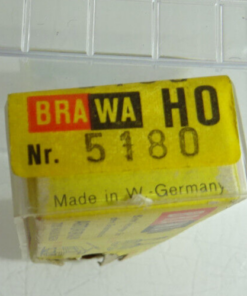 BRAWA HO
Nr. 5180
Made in W.-Germany